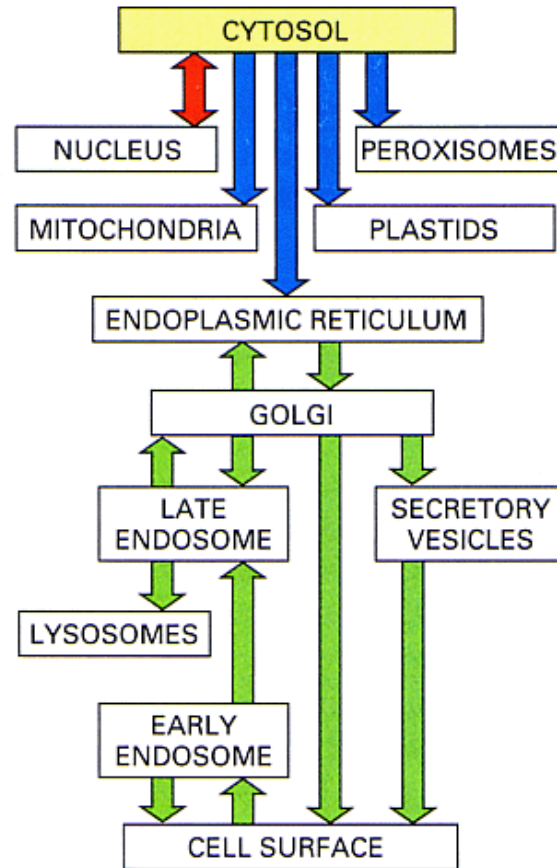 CYTOSOL
NUCLEUS
PEROXISOMES
MITOCHONDRIA
PLASTIDS
ENDOPLASMIC RETICULUM
GOLGI
LATE
ENDOSOME
SECRETORY
VESICLES
LYSOSOMES
EARLY
ENDOSOME
CELL SURFACE